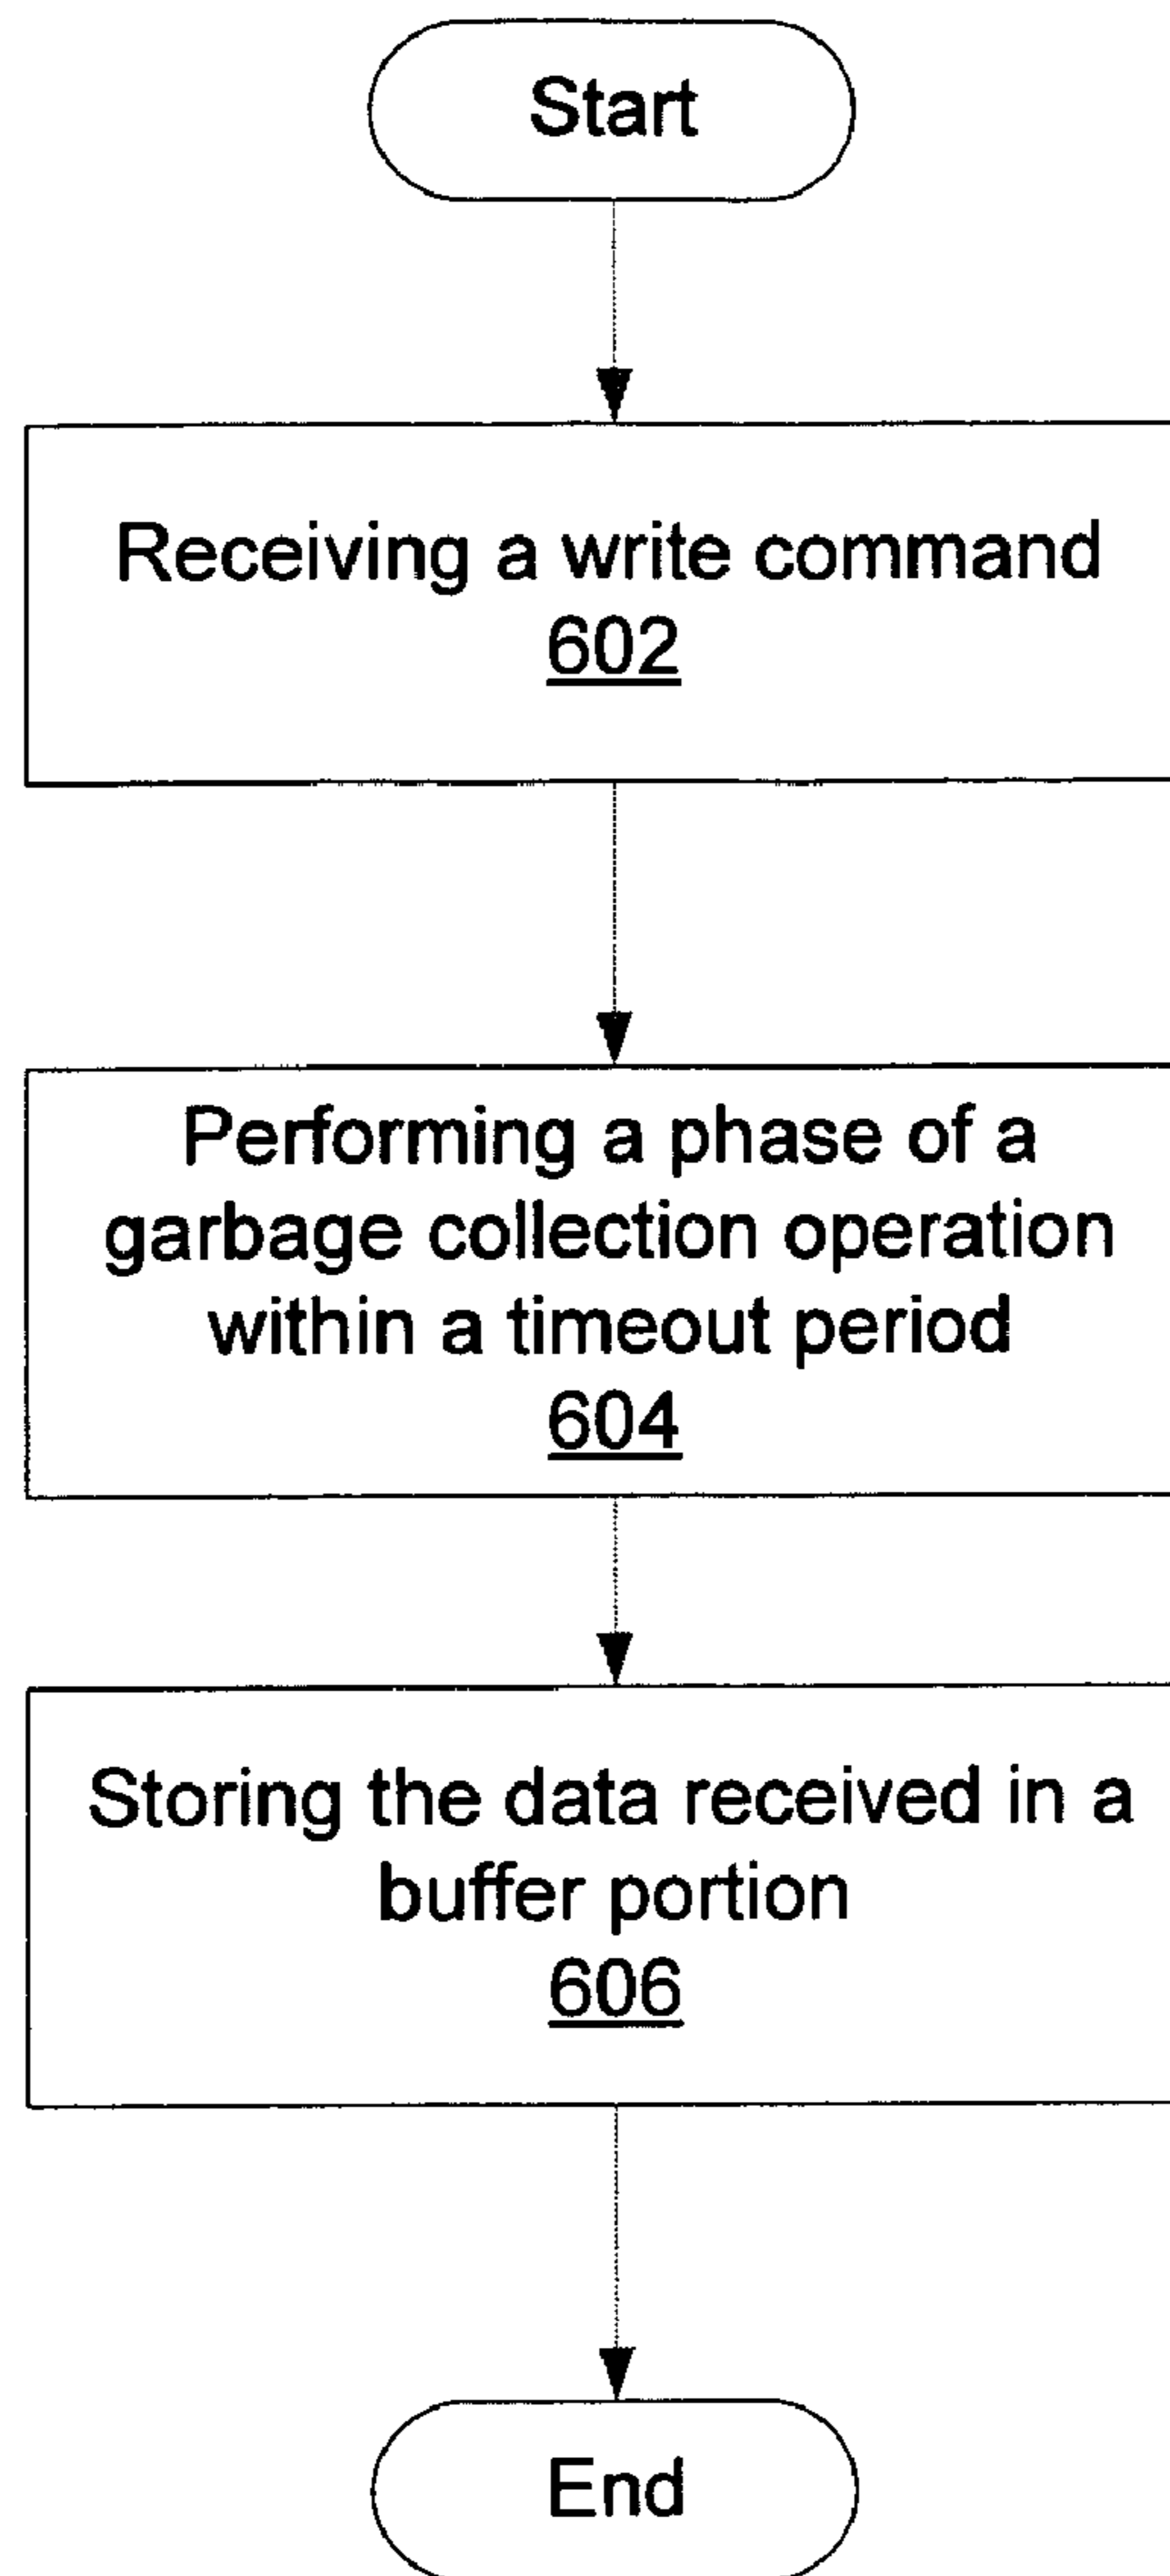 Start
Receiving a write command
602
Performing a phase of a
garbage collection operation
within a timeout period
604
Storing the data received in a
buffer portion
606
End